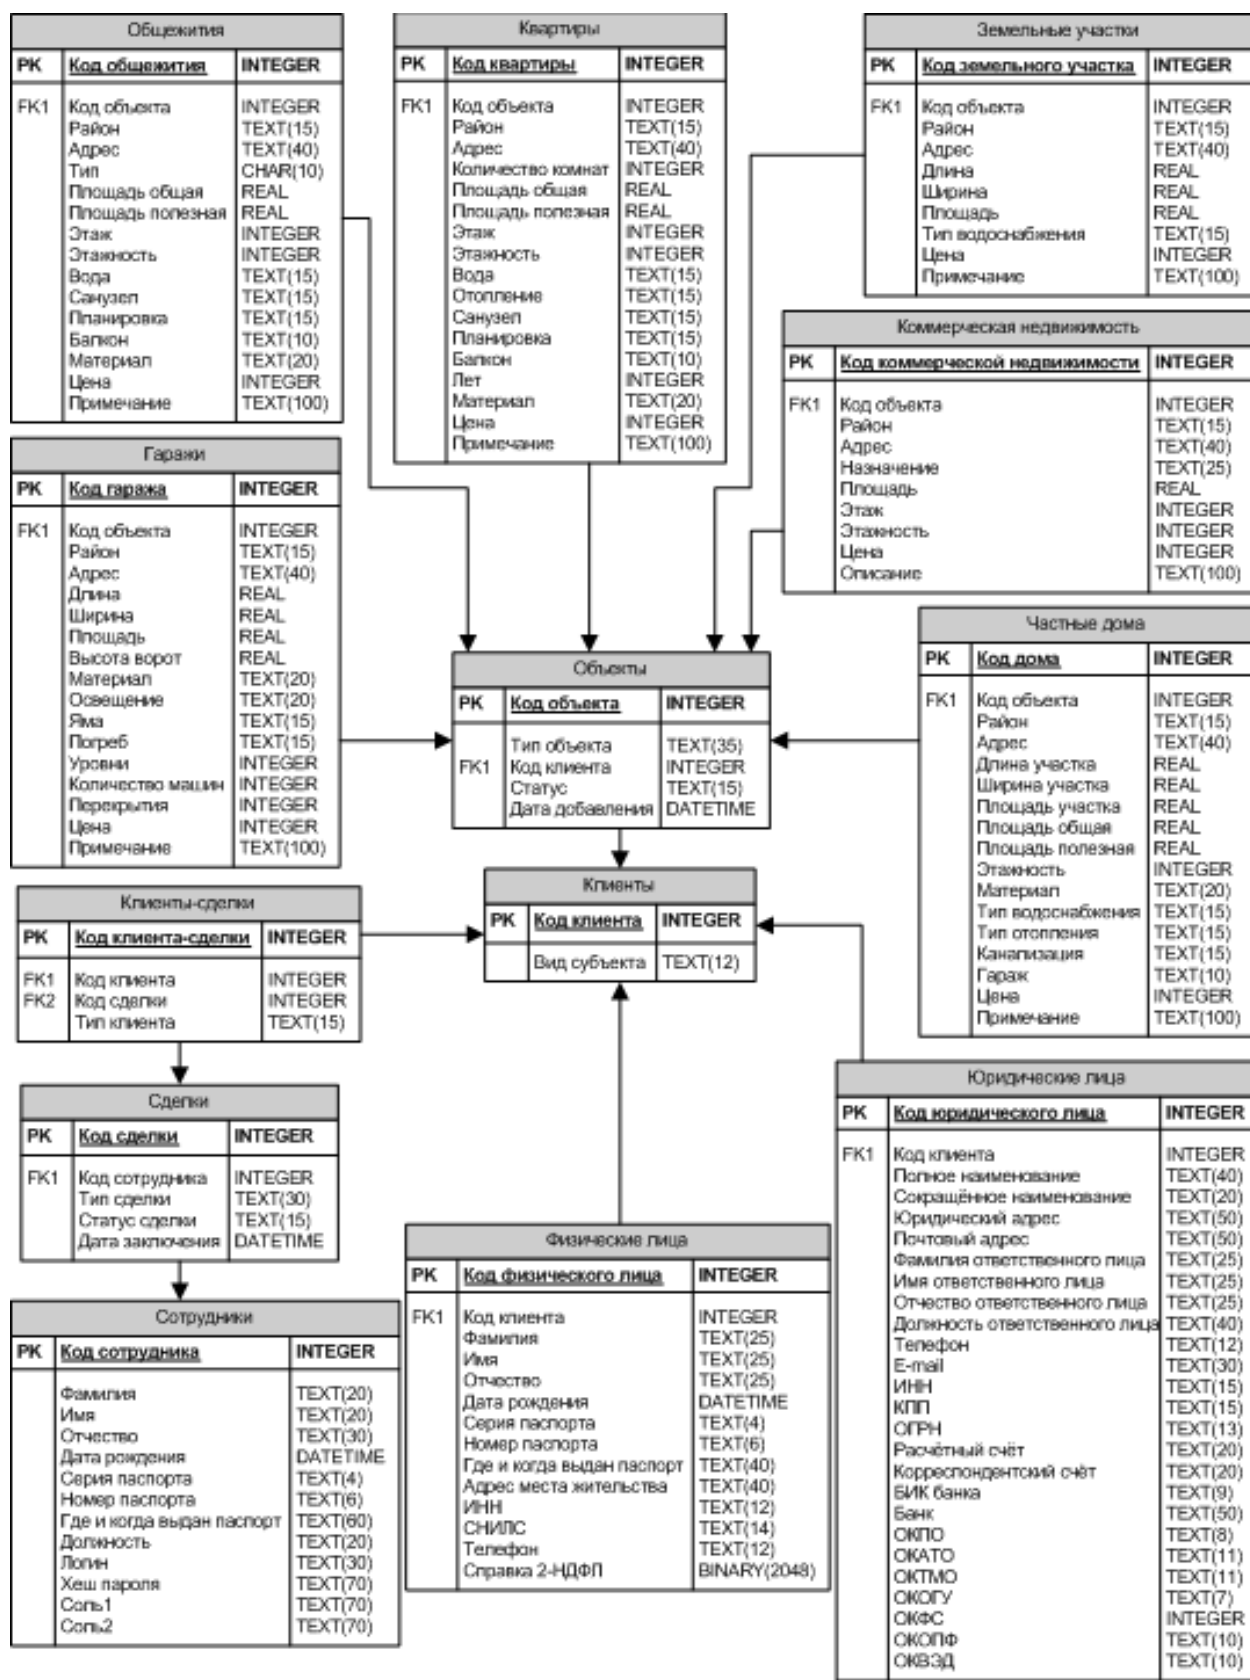 Общежития
PK Код общежития INTEGER
FK1 Код объекта INTEGER
Район TEXT(15)
Адрес TEXT(40)
Тип CHAR(10)
Площадь общая REAL
Площадь полезная REAL
Этаж INTEGER
Этажность INTEGER
Вода TEXT(15)
Санузел TEXT(15)
Планировка TEXT(15)
Балкон TEXT(10)
Материал TEXT(20)
Цена INTEGER
Примечание TEXT(100)
Квартиры
PK Код квартиры INTEGER
FK1 Код объекта INTEGER
Район TEXT(15)
Адрес TEXT(40)
Количество комнат INTEGER
Площадь общая REAL
Площадь полезная REAL
Этаж INTEGER
Этажность INTEGER
Вода TEXT(15)
Отопление TEXT(15)
Санузел TEXT(15)
Планировка TEXT(15)
Балкон TEXT(10)
Лет INTEGER
Материал TEXT(20)
Цена INTEGER
Примечание TEXT(100)
Земельные участки
PK Код земельного участка INTEGER
FK1 Код объекта INTEGER
Район TEXT(15)
Адрес TEXT(40)
Длина REAL
Ширина REAL
Площадь REAL
Тип водоснабжения TEXT(15)
Цена INTEGER
Примечание TEXT(100)
Коммерческая недвижимость
PK Код коммерческой недвижимости INTEGER
FK1 Код объекта INTEGER
Район TEXT(15)
Адрес TEXT(40)
Назначение TEXT(25)
Площадь REAL
Этаж INTEGER
Этажность INTEGER
Цена INTEGER
Описание TEXT(100)
Гаражи
PK Код гаража INTEGER
FK1 Код объекта INTEGER
Район TEXT(15)
Адрес TEXT(40)
Длина REAL
Ширина REAL
Площадь REAL
Высота ворот REAL
Материал TEXT(20)
Освещение TEXT(20)
Яма TEXT(15)
Погреб TEXT(15)
Уровни INTEGER
Количество машин INTEGER
Перекрытия INTEGER
Цена INTEGER
Примечание TEXT(100)
Объекты
PK Код объекта INTEGER
Тип объекта TEXT(35)
FK1 Код клиента INTEGER
Статус TEXT(15)
Дата добавления DATETIME
Частные дома
PK Код дома INTEGER
FK1 Код объекта INTEGER
Район TEXT(15)
Адрес TEXT(40)
Длина участка REAL
Ширина участка REAL
Площадь участка REAL
Площадь общая REAL
Площадь полезная REAL
Этажность INTEGER
Материал TEXT(20)
Тип водоснабжения TEXT(15)
Тип отопления TEXT(15)
Канализация TEXT(15)
Гараж TEXT(10)
Цена INTEGER
Примечание TEXT(100)
Клиенты
PK Код клиента INTEGER
Вид субъекта TEXT(12)
Клиенты-сделки
PK Код клиента-сделки INTEGER
FK1 Код клиента INTEGER
FK2 Код сделки INTEGER
Тип клиента TEXT(15)
Сделки
PK Код сделки INTEGER
FK1 Код сотрудника INTEGER
Тип сделки TEXT(30)
Статус сделки TEXT(15)
Дата заключения DATETIME
Сотрудники
PK Код сотрудника INTEGER
Фамилия TEXT(20)
Имя TEXT(20)
Отчество TEXT(30)
Дата рождения DATETIME
Серия паспорта TEXT(4)
Номер паспорта TEXT(6)
Где и когда выдан паспорт TEXT(60)
Должность TEXT(20)
Логин TEXT(30)
Хеш пароля TEXT(70)
Соль1 TEXT(70)
Соль2 TEXT(70)
Физические лица
PK Код физического лица INTEGER
FK1 Код клиента INTEGER
Фамилия TEXT(25)
Имя TEXT(25)
Отчество TEXT(25)
Дата рождения DATETIME
Серия паспорта TEXT(4)
Номер паспорта TEXT(6)
Где и когда выдан паспорт TEXT(40)
Адрес места жительства TEXT(40)
ИНН TEXT(12)
СНИЛС TEXT(14)
Телефон TEXT(12)
Справка 2-НДФЛ BINARY(2048)
Юридические лица
PK Код юридического лица INTEGER
FK1 Код клиента INTEGER
Полное наименование TEXT(40)
Сокращённое наименование TEXT(20)
Юридический адрес TEXT(50)
Почтовый адрес TEXT(50)
Фамилия ответственного лица TEXT(25)
Имя ответственного лица TEXT(25)
Отчество ответственного лица TEXT(25)
Должность ответственного лица TEXT(40)
Телефон TEXT(12)
E-mail TEXT(30)
ИНН TEXT(15)
КПП TEXT(15)
ОГРН TEXT(13)
Расчётный счёт TEXT(20)
Корреспондентский счёт TEXT(20)
БИК банка TEXT(9)
Банк TEXT(50)
ОКПО TEXT(8)
ОКАТО TEXT(11)
ОКТМО TEXT(11)
ОКОГУ TEXT(7)
ОКФС INTEGER
ОКОПФ TEXT(10)
ОКВЭД TEXT(10)